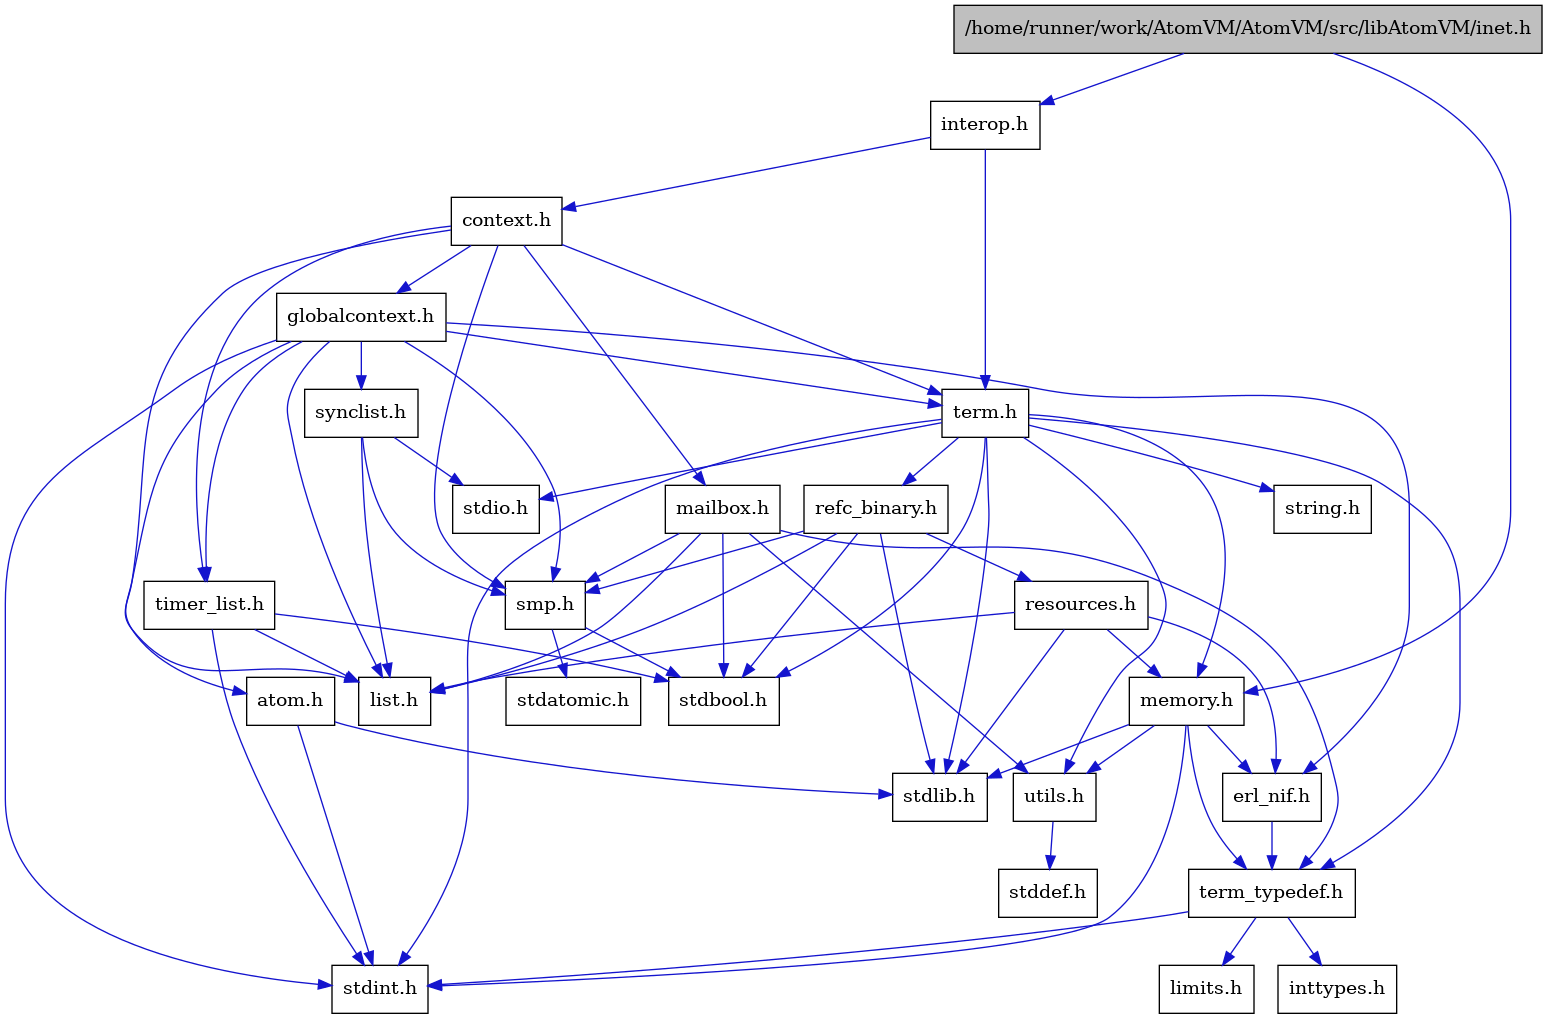 /home/runner/work/AtomVM/AtomVM/src/libAtomVM/inet.h
interop.h
context.h
globalcontext.h
synclist.h
term.h
stdio.h
mailbox.h
refc_binary.h
string.h
timer_list.h
smp.h
resources.h
atom.h
list.h
stdatomic.h
stdbool.h
memory.h
stdlib.h
utils.h
erl_nif.h
stddef.h
term_typedef.h
stdint.h
limits.h
inttypes.h